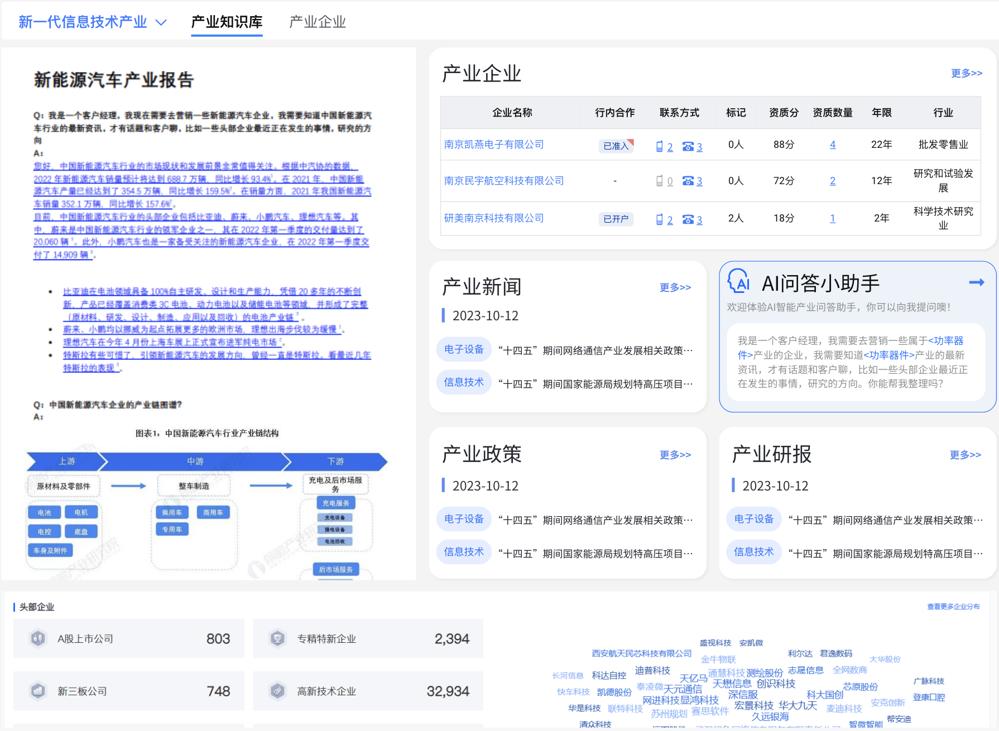 新一代信息技术产业
产业知识库
产业企业
新能源汽车产业报告
Q：我是一个客户经理，我现在需要去营销一些新能源汽车企业，我需要知道中国新能源汽
车行业的最新资讯，才有话题和客户聊，比如一些头部企业最近正在发生的事情，研究的方
向
A：
您好，中国新能源汽车行业的市场现状和发展前景非常值得关注。根据中汽协的数据，
2022 年新能源汽车销量预计将达到 688.7 万辆，同比增长 93.4%¹。在 2021 年，中国新能
源汽车产量已经达到了 354.5 万辆，同比增长 159.5%²。在销量方面，2021 年我国新能源汽
车销量 352.1 万辆，同比增长 157.6%²。
目前，中国新能源汽车行业的头部企业包括比亚迪、蔚来、小鹏汽车、理想汽车等。其
中，蔚来是中国新能源汽车行业的领军企业之一，其在 2022 年第一季度的交付量达到了
20,060 辆³。此外，小鹏汽车也是一家备受关注的新能源汽车企业，在 2022 年第一季度交
付了 14,909 辆³。
• 比亚迪在电池领域具备 100%自主研发、设计和生产能力，凭借 20 多年的不断创
新，产品已经覆盖消费类 3C 电池、动力电池以及储能电池等领域，并形成了完整
（原材料、研发、设计、制造、应用以及回收）的电池产业链³。
• 蔚来、小鹏均以挪威为起点拓展更多的欧洲市场，理想出海步伐较为缓慢¹。
• 理想汽车在今年 4 月份上海车展上正式宣布进军纯电市场²。
• 特斯拉有些可惜了，引领新能源汽车的发展方向，曾经一直是特斯拉。看最近几年
特斯拉的表现³。
Q：中国新能源汽车企业的产业链图谱？
A：
图表1：中国新能源汽车行业产业链结构
上游 中游 下游
原材料及零部件 整车制造 充电及后市场服
务
电池 电机 乘用车 商用车 充电服务
充电设备
电控 底盘 专用车 换电设备
电池回收
车身及附件
后市场服务
前瞻产业研究院
产业企业 更多>>
企业名称 行内合作 联系方式 标记 资质分 资质数量 年限 行业
南京凯燕电子有限公司 已准入 2 3 0人 88分 4 22年 批发零售业
南京民宇航空科技有限公司 - 0 3 0人 72分 2 12年 研究和试验发
展
研美南京科技有限公司 已开户 2 3 2人 18分 1 2年 科学技术研究
业
产业新闻 更多>>
2023-10-12
电子设备 “十四五”期间网络通信产业发展相关政策…
信息技术 “十四五”期间国家能源局规划特高压项目…
AI AI问答小助手
欢迎体验AI智能产业问答助手，你可以向我提问噢！
我是一个客户经理，我需要去营销一些属于<功率器
件>产业的企业，我需要知道<功率器件>产业的最新
资讯，才有话题和客户聊，比如一些头部企业最近正
在发生的事情，研究的方向。你能帮我整理吗？
产业政策 更多>>
2023-10-12
电子设备 “十四五”期间网络通信产业发展相关政策…
信息技术 “十四五”期间国家能源局规划特高压项目…
产业研报 更多>>
2023-10-12
电子设备 “十四五”期间网络通信产业发展相关政策…
信息技术 “十四五”期间国家能源局规划特高压项目…
头部企业 查看更多企业分布
A股上市公司 803
专精特新企业 2,394
新三板公司 748
高新技术企业 32,934
盛视科技 安凯微
西安航天民芯科技有限公司 金牛物联 利尔达 君逸数码 大华股份
长河信息 科达自控 迪普科技 天亿马 通慧科技 测绘股份 志晟信息 全网数商
快车科技 凯德股份 泰凌微 天元通信 天懋信息 创识科技 芯原股份 广脉科技
网进科技 显鸿科技 深信服 科大国创 登康口腔
华是科技 联特科技 苏州规划 赛思软件 宏景科技 华大九天 麦迪科技 安克创新
清众科技 久远银海 智微智能 帮安迪